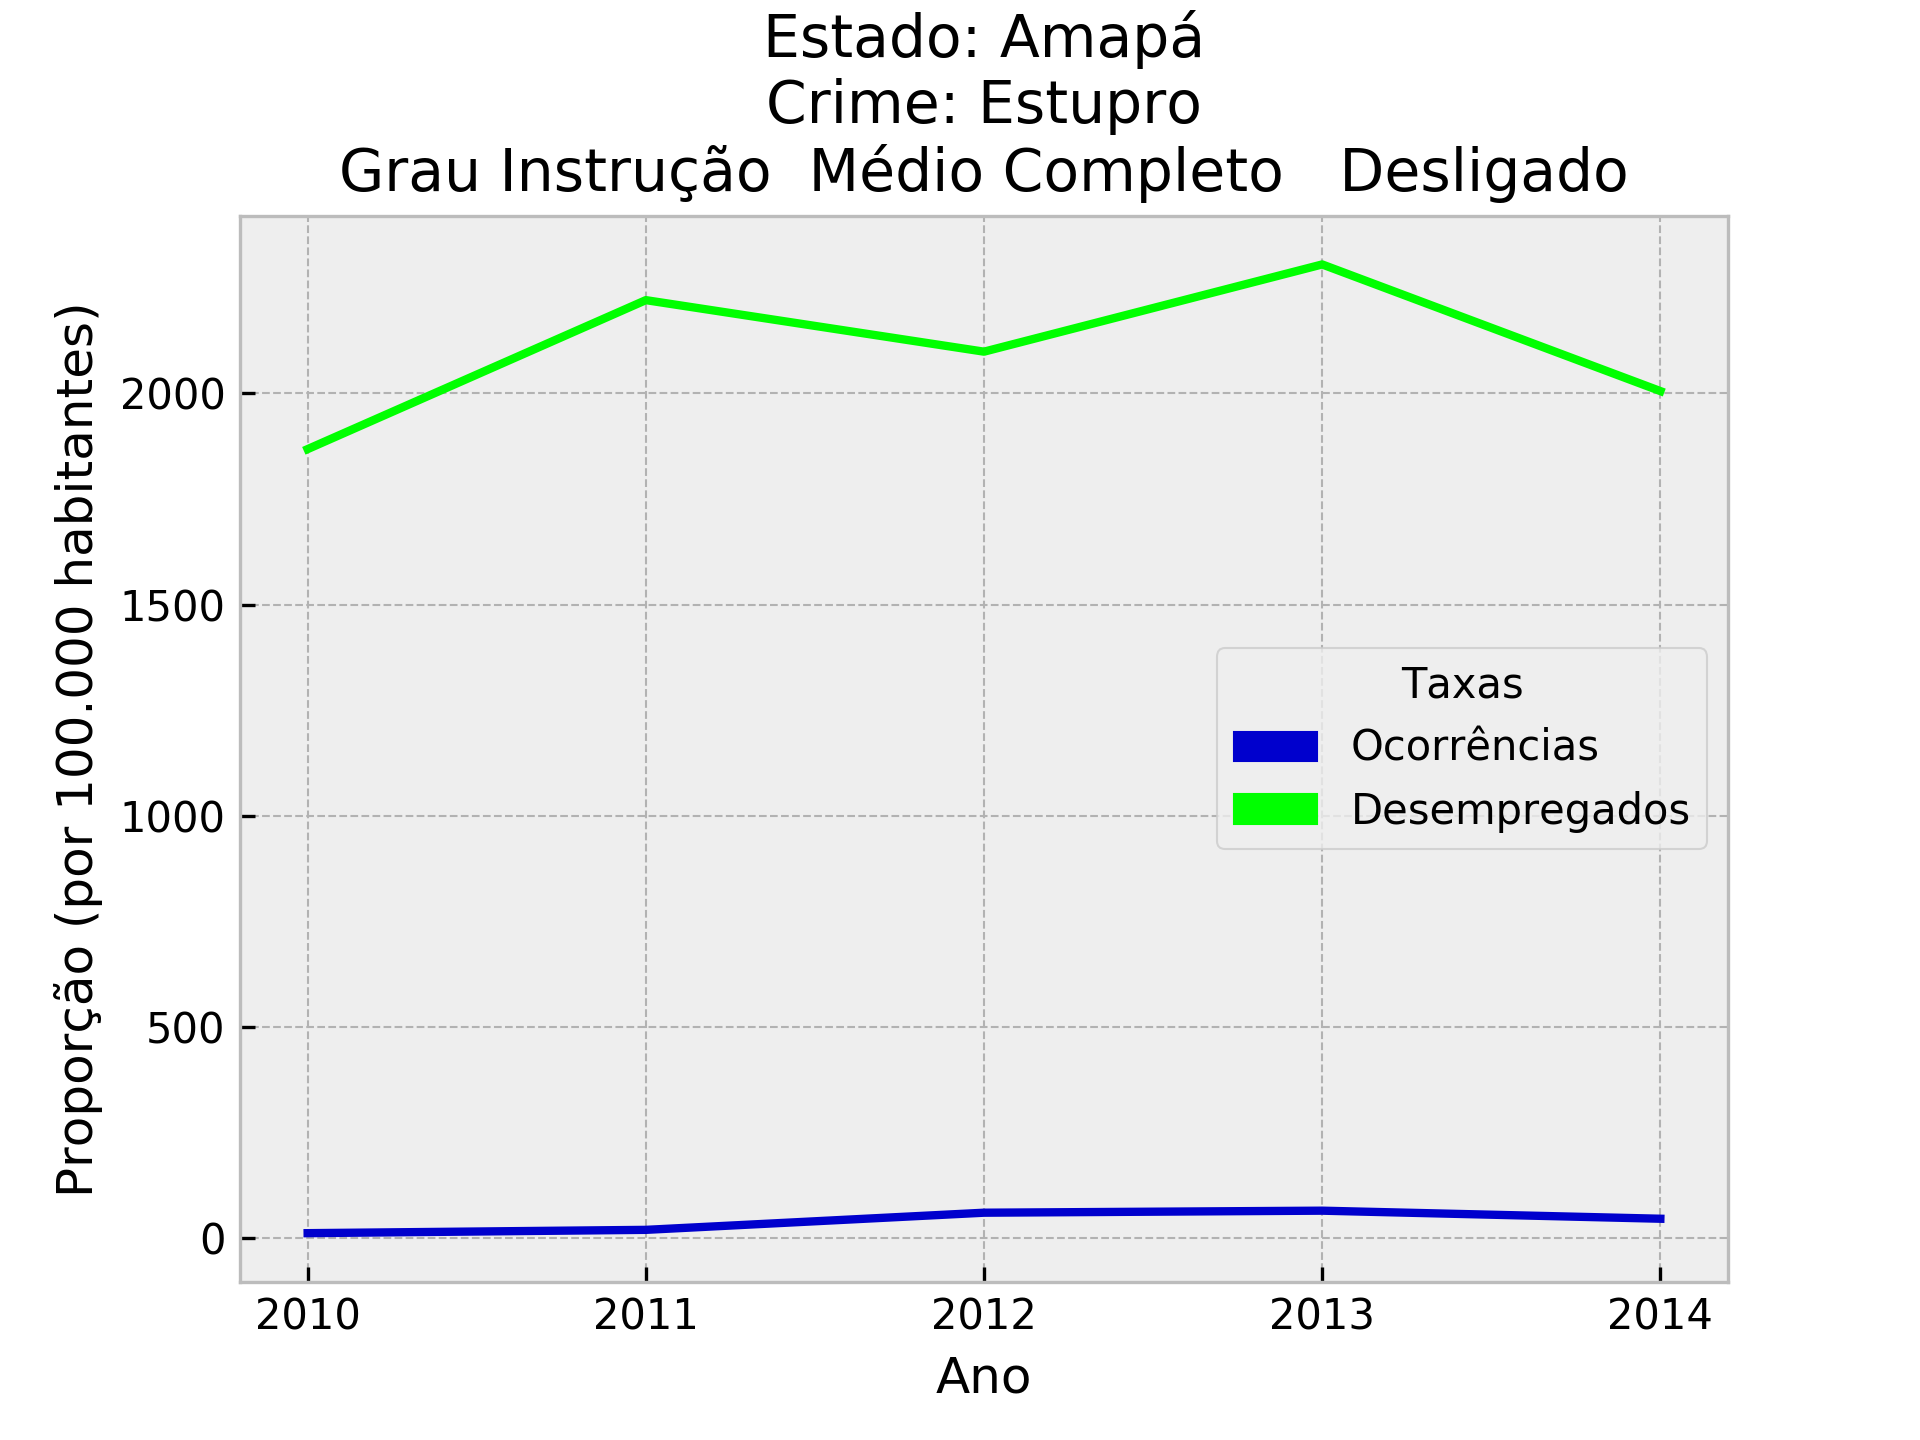 Estado: Amapá
Crime: Estupro
Grau Instrução  Médio Completo   Desligado
Proporção (por 100.000 habitantes)
2000
1500
1000
500
0
Taxas
Ocorrências
Desempregados
2010 2011 2012 2013 2014
Ano